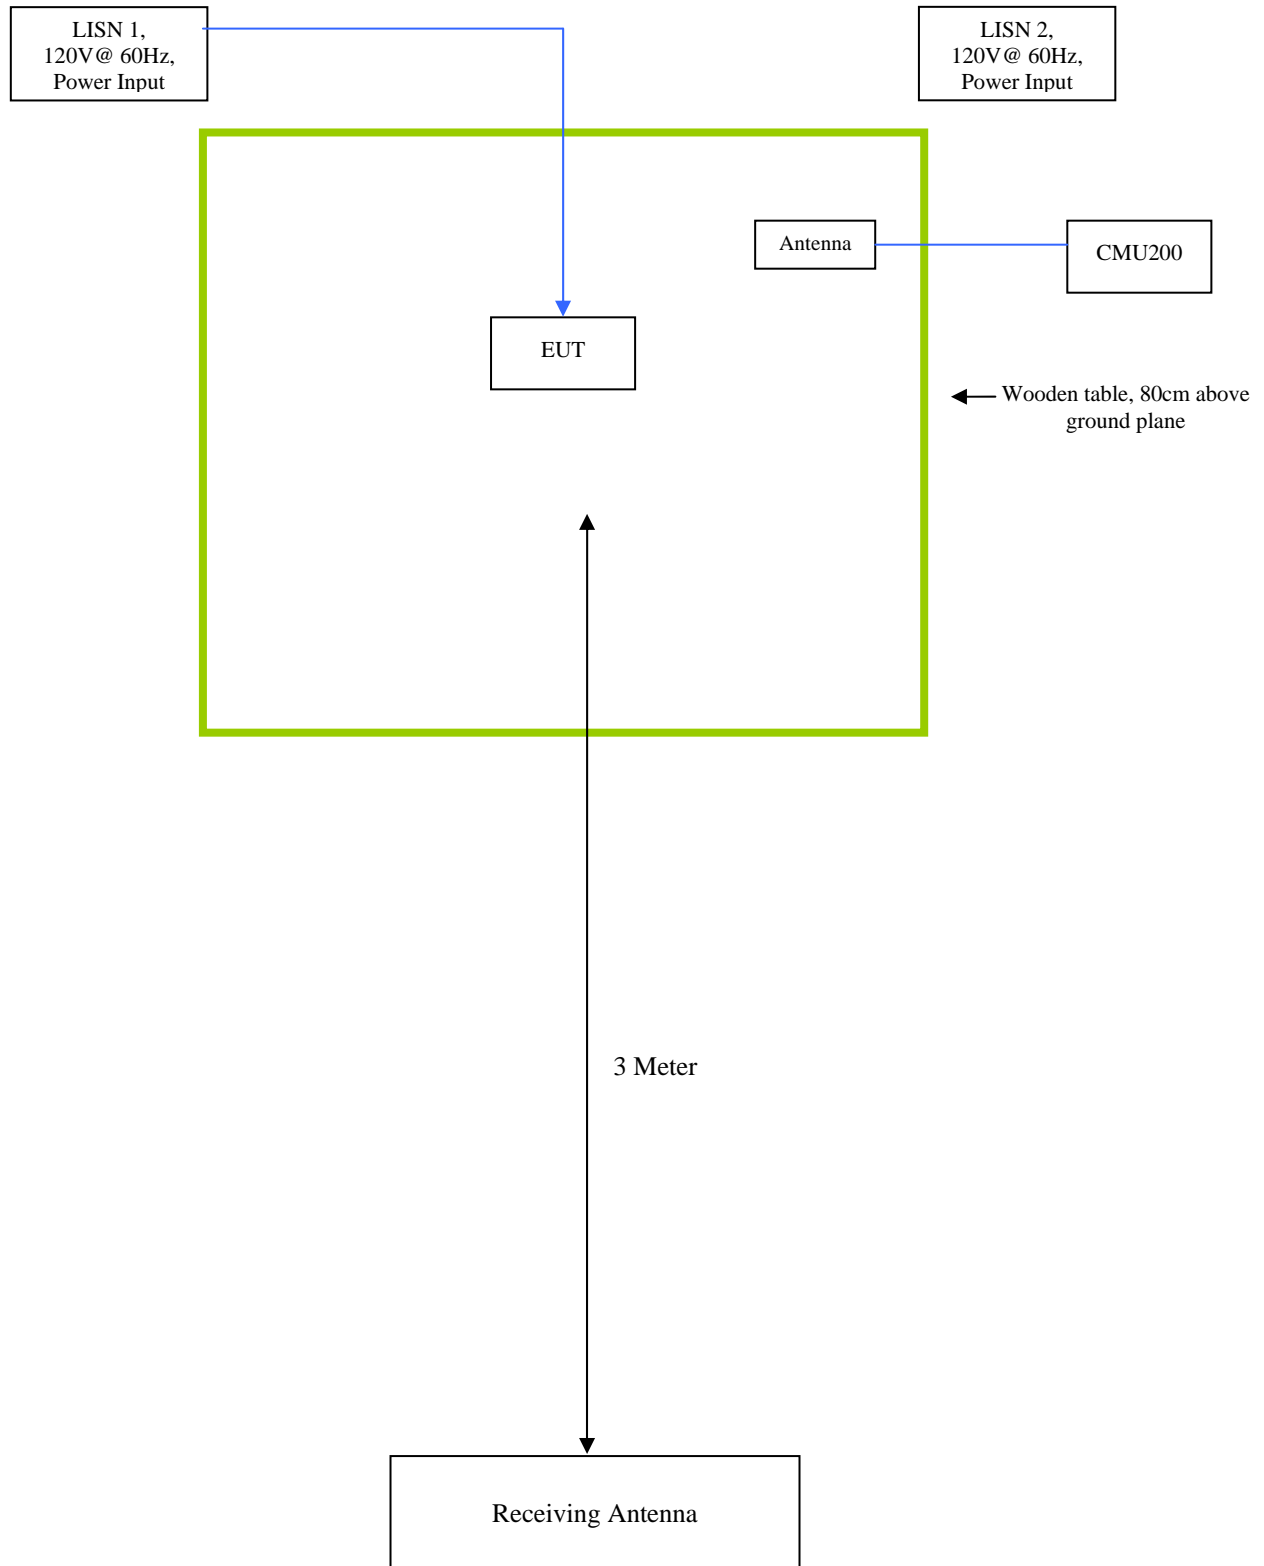 LISN 1,
120V@ 60Hz,
Power Input
LISN 2,
120V@ 60Hz,
Power Input
Antenna
CMU200
EUT
Wooden table, 80cm above
ground plane
3 Meter
Receiving Antenna